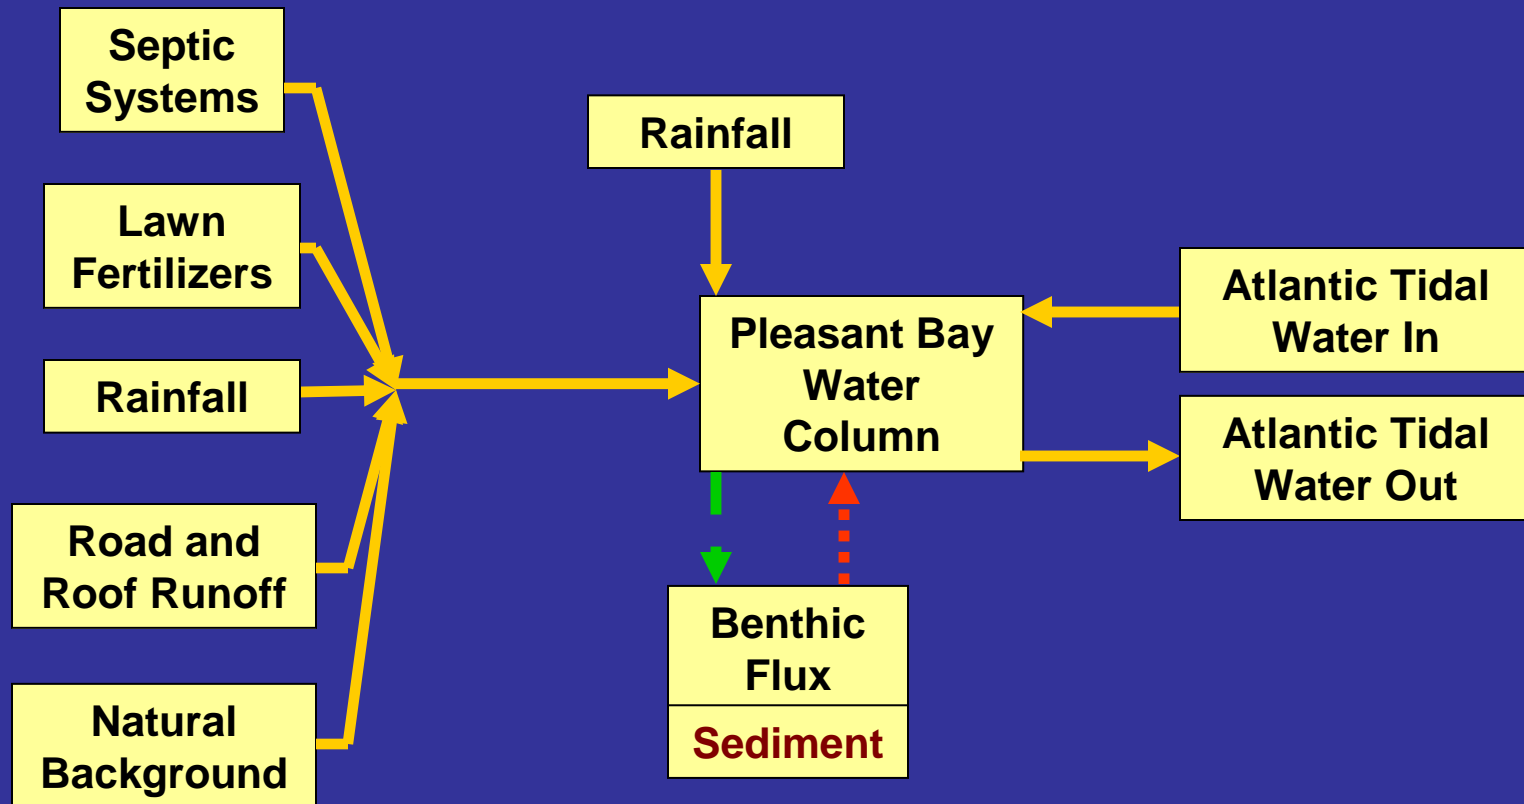 Septic
Systems
Lawn
Fertilizers
Rainfall
Road and
Roof Runoff
Natural
Background
Rainfall
Pleasant Bay
Water
Column
Benthic
Flux
Sediment
Atlantic Tidal
Water In
Atlantic Tidal
Water Out